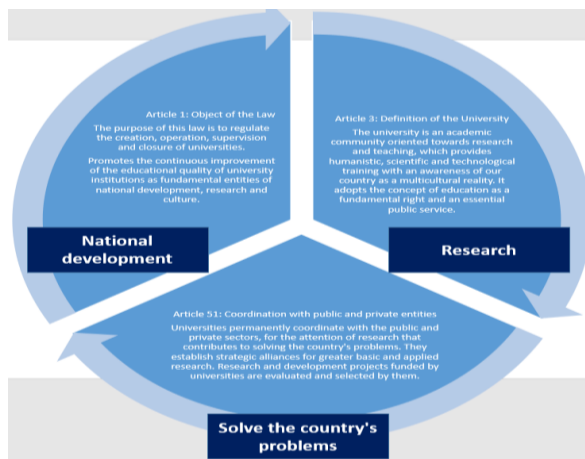 Article 1: Object of the Law
The purpose of this law is to regulate
the creation, operation, supervision
and closure of universities.
Promotes the continuous improvement
of the educational quality of university
institutions as fundamental entities of
national development, research and
culture.
National
development
Article 3: Definition of the University
The university is an academic
community oriented towards research
and teaching, which provides
humanistic, scientific and technological
training with an awareness of our
country as a multicultural reality. It
adopts the concept of education as a
fundamental right and an essential
public service.
Research
Article 51: Coordination with public and private entities
Universities permanently coordinate with the public and
private sectors, for the attention of research that
contributes to solving the country's problems. They
establish strategic alliances for greater basic and applied
research. Research and development projects funded by
universities are evaluated and selected by them.
Solve the country's
problems